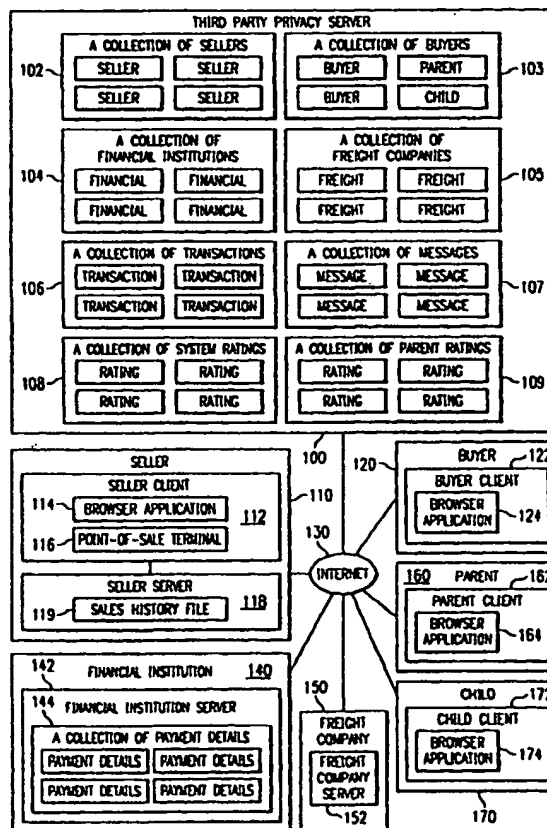 THIRD PARTY PRIVACY SERVER
A COLLECTION OF SELLERS
102
SELLER SELLER
SELLER SELLER
A COLLECTION OF BUYERS
103
BUYER PARENT
BUYER CHILD
A COLLECTION OF
FINANCIAL INSTITUTIONS
104
FINANCIAL FINANCIAL
FINANCIAL FINANCIAL
A COLLECTION OF
FREIGHT COMPANIES
105
FREIGHT FREIGHT
FREIGHT FREIGHT
A COLLECTION OF TRANSACTIONS
106
TRANSACTION TRANSACTION
TRANSACTION TRANSACTION
A COLLECTION OF MESSAGES
107
MESSAGE MESSAGE
MESSAGE MESSAGE
A COLLECTION OF SYSTEM RATINGS
108
RATING RATING
RATING RATING
A COLLECTION OF PARENT RATINGS
109
RATING RATING
RATING RATING
100
SELLER
110
SELLER CLIENT
114
BROWSER APPLICATION
112
116
POINT-OF-SALE TERMINAL
SELLER SERVER
118
119
SALES HISTORY FILE
130
INTERNET
120
BUYER
122
BUYER CLIENT
BROWSER
APPLICATION
124
160
PARENT
162
PARENT CLIENT
BROWSER
APPLICATION
164
FINANCIAL INSTITUTION
140
142
FINANCIAL INSTITUTION SERVER
144
A COLLECTION OF PAYMENT DETAILS
PAYMENT DETAILS PAYMENT DETAILS
PAYMENT DETAILS PAYMENT DETAILS
150
FREIGHT
COMPANY
FREIGHT
COMPANY
SERVER
152
CHILD
172
CHILD CLIENT
BROWSER
APPLICATION
174
170